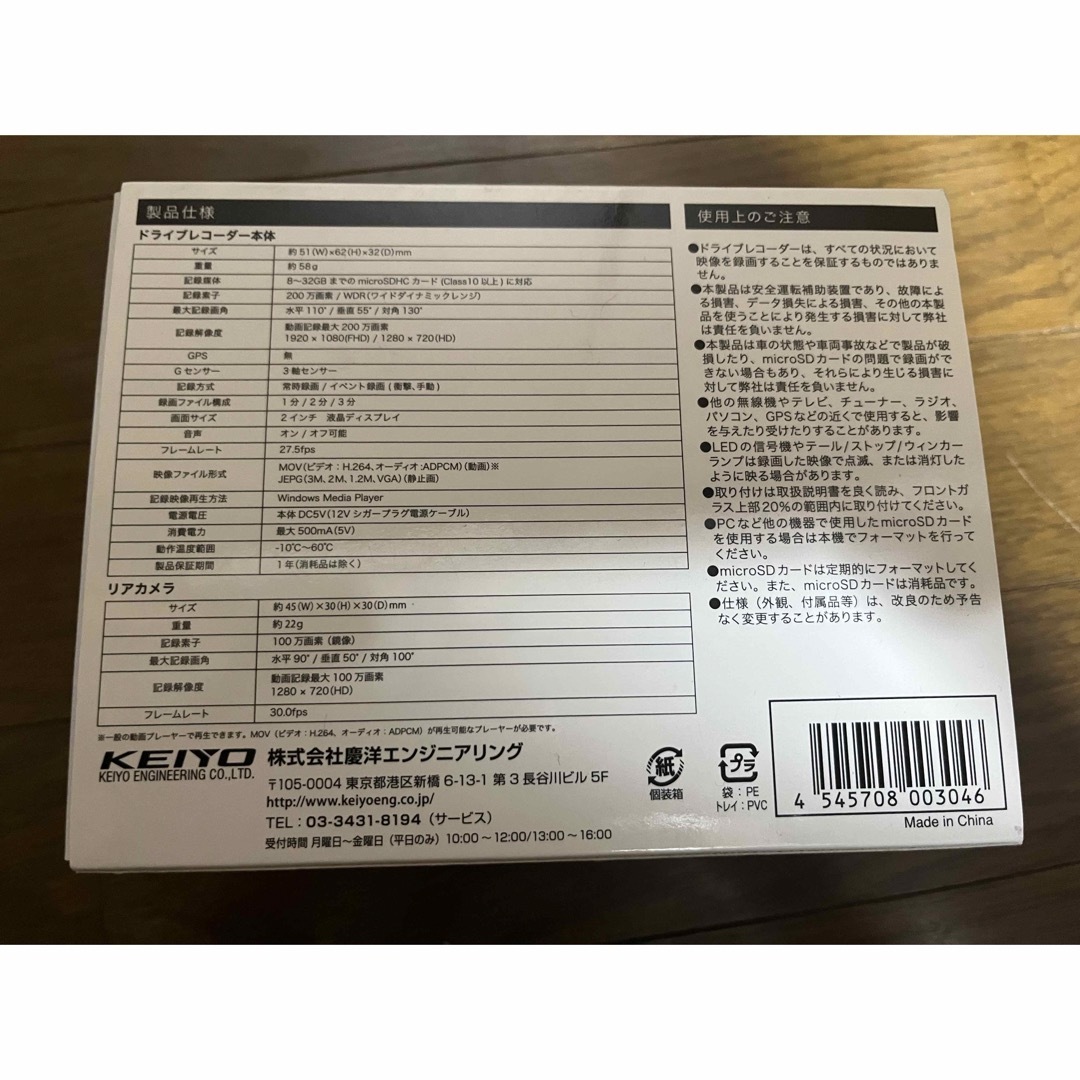 製品仕様
ドライブレコーダー本体
サイズ 約51(W)×62(H)×32(D)mm
重量 約58g
記録媒体 8～32GBまでのmicroSDHCカード(Class10以上)に対応
記録素子 200万画素/WDR(ワイドダイナミックレンジ)
最大記録画角 水平110°/垂直55°/対角130°
記録解像度 動画記録最大200万画素
1920×1080(FHD)/1280×720(HD)
GPS 無
Gセンサー 3軸センサー
記録方式 常時録画/イベント録画(衝撃、手動)
録画ファイル構成 1分/2分/3分
画面サイズ 2インチ 液晶ディスプレイ
音声 オン/オフ可能
フレームレート 27.5fps
映像ファイル形式 MOV(ビデオ:H.264、オーディオ:ADPCM)(動画)※
JEPG(3M、2M、1.2M、VGA)(静止画)
記録映像再生方法 Windows Media Player
電源電圧 本体DC5V(12Vシガープラグ電源ケーブル)
消費電力 最大500mA(5V)
動作温度範囲 -10℃～60℃
製品保証期間 1年(消耗品は除く)
リアカメラ
サイズ 約45(W)×30(H)×30(D)mm
重量 約22g
記録素子 100万画素(鏡像)
最大記録画角 水平90°/垂直50°/対角100°
記録解像度 動画記録最大100万画素
1280×720(HD)
フレームレート 30.0fps
※一般の動画プレーヤーで再生できます。MOV(ビデオ:H.264、オーディオ:ADPCM)が再生可能なプレーヤーが必要です。
KEIYO
KEIYO ENGINEERING CO.,LTD.
株式会社慶洋エンジニアリング
〒105-0004 東京都港区新橋6-13-1 第3長谷川ビル5F
http://www.keiyoeng.co.jp/
TEL:03-3431-8194(サービス)
受付時間 月曜日～金曜日(平日のみ)10:00～12:00/13:00～16:00
使用上のご注意
●ドライブレコーダーは、すべての状況において
映像を録画することを保証するものではありま
せん。
●本製品は安全運転補助装置であり、故障によ
る損害、データ損失による損害、その他の本製
品を使うことにより発生する損害に対して弊社
は責任を負いません。
●本製品は車の状態や車両事故などで製品が破
損したり、microSDカードの問題で録画がで
きない場合もあり、それらにより生じる損害に
対して弊社は責任を負いません。
●他の無線機やテレビ、チューナー、ラジオ、
パソコン、GPSなどの近くで使用すると、影響
を与えたり受けたりすることがあります。
●LEDの信号機やテール/ストップ/ウィンカー
ランプは録画した映像で点滅、または消灯した
ように映る場合があります。
●取り付けは取扱説明書を良く読み、フロントガ
ラス上部20%の範囲内に取り付けてください。
●PCなど他の機器で使用したmicroSDカード
を使用する場合は本機でフォーマットを行って
ください。
●microSDカードは定期的にフォーマットしてく
ださい。また、microSDカードは消耗品です。
●仕様(外観、付属品等)は、改良のため予告
なく変更することがあります。
紙
個装箱
プラ
袋:PE
トレイ:PVC
4 545708 003046
Made in China